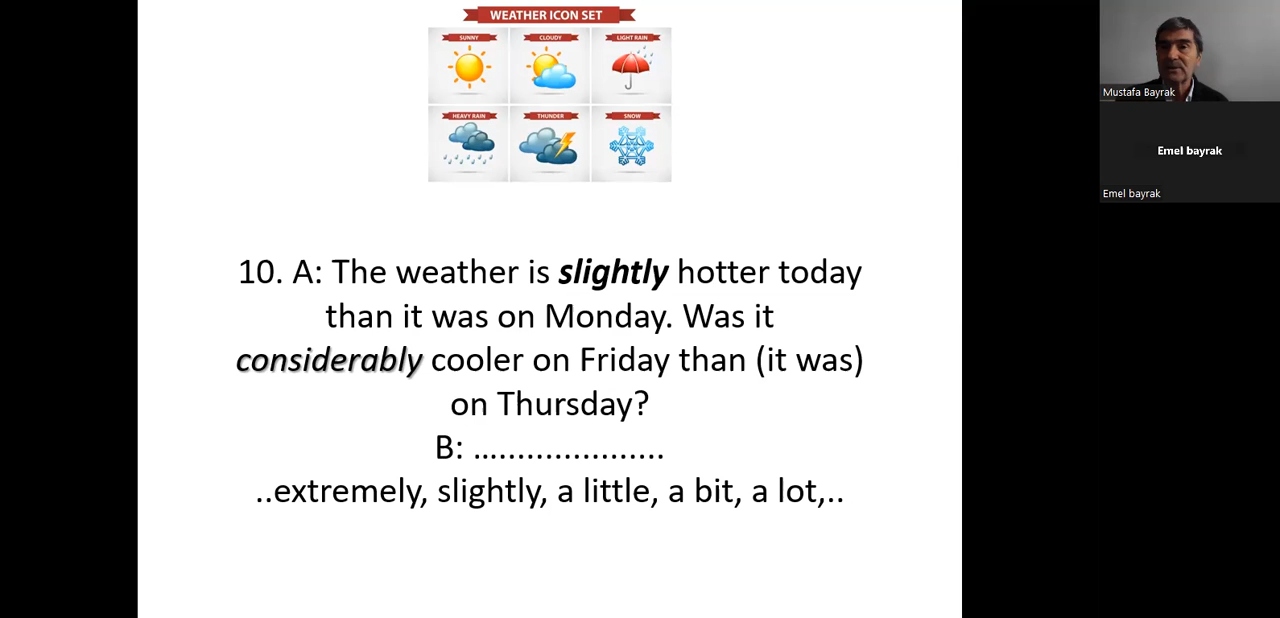 WEATHER ICON SET
SUNNY
CLOUDY
LIGHT RAIN
HEAVY RAIN
THUNDER
SNOW
10. A: The weather is slightly hotter today
than it was on Monday. Was it
considerably cooler on Friday than (it was)
on Thursday?
B: ......................
..extremely, slightly, a little, a bit, a lot,..
Mustafa Bayrak
Emel bayrak
Emel bayrak